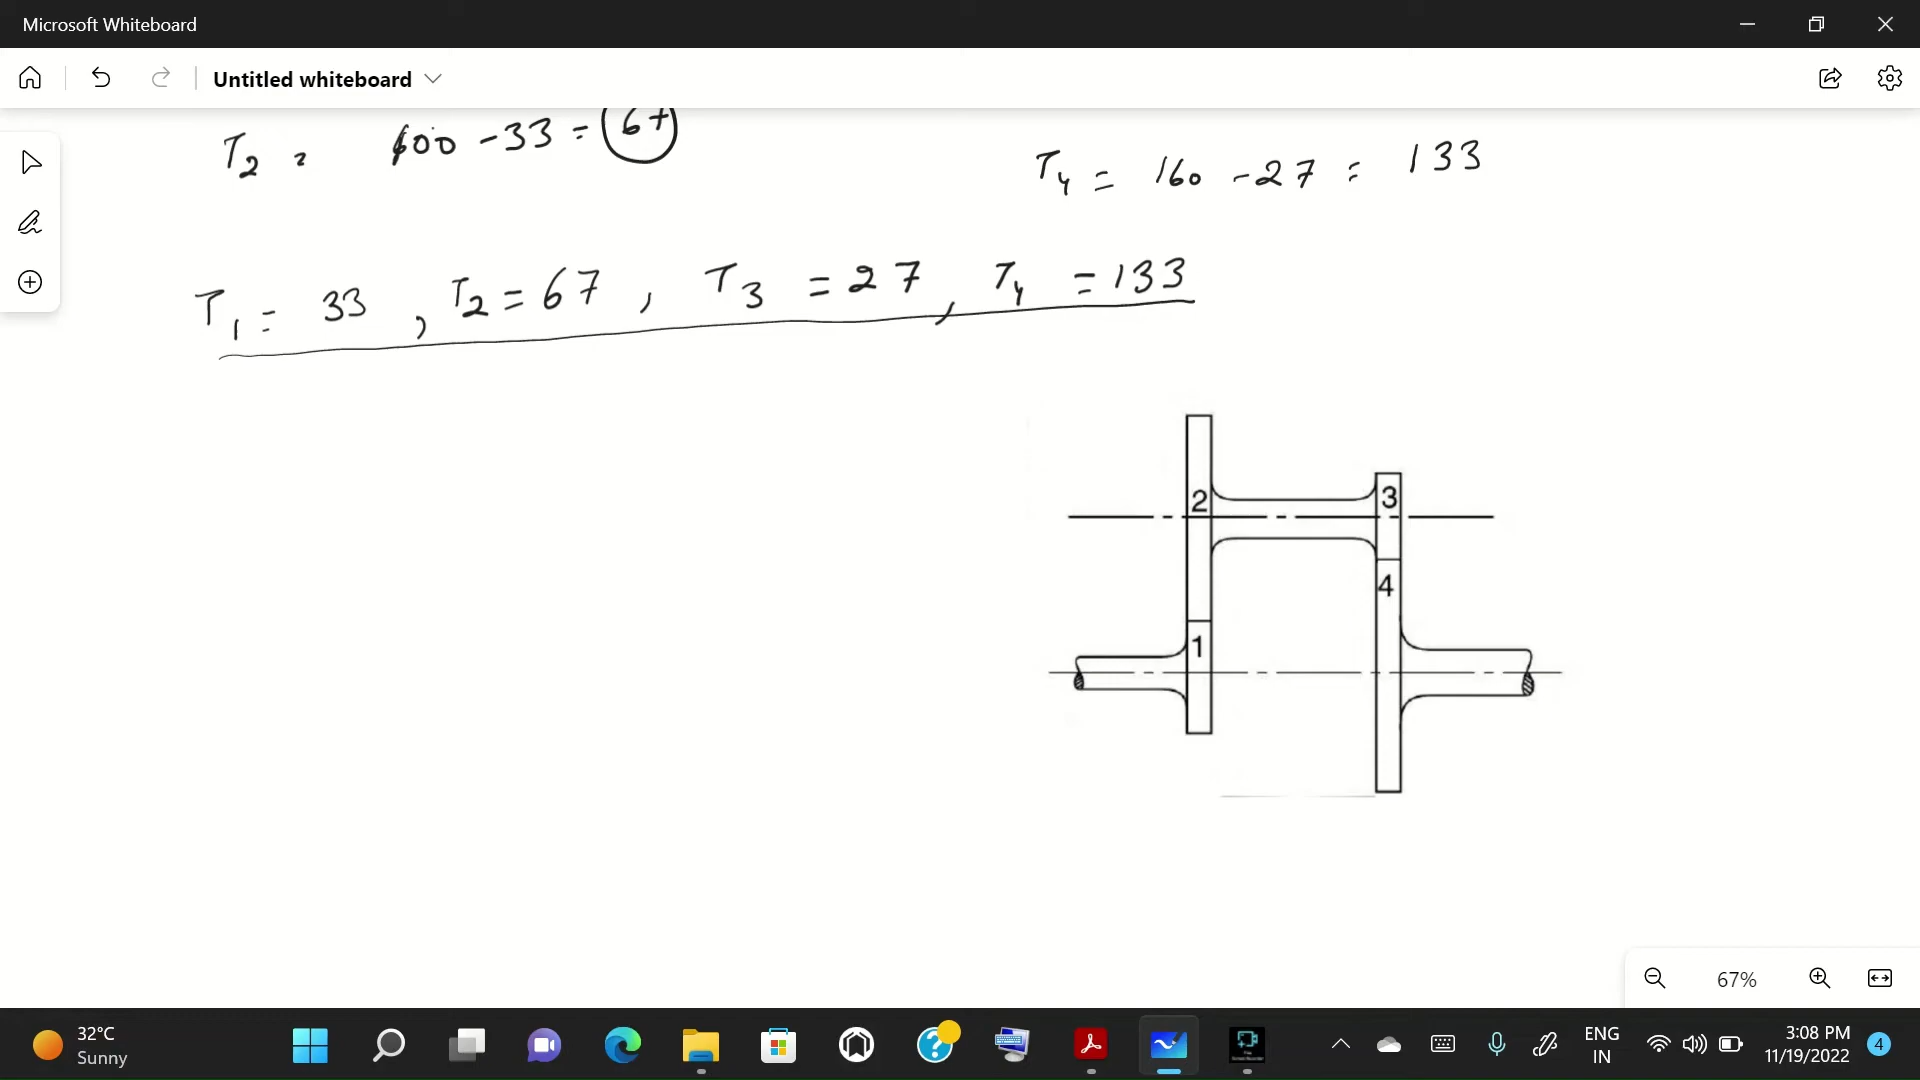 Microsoft Whiteboard
Untitled whiteboard
T2 = 100 - 33 = 67
T4 = 160 - 27 = 133
T1 = 33 , T2 = 67 , T3 = 27 , T4 = 133
2
3
4
1
67%
32°C
Sunny
ENG
IN
3:08 PM
11/19/2022
4